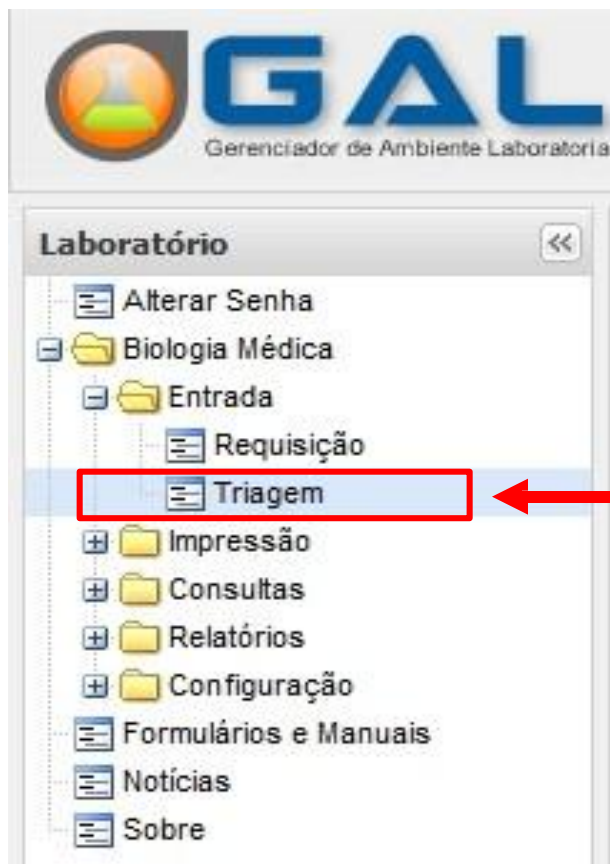 GAL
Gerenciador de Ambiente Laboratoria
Laboratório
Alterar Senha
Biologia Médica
Entrada
Requisição
Triagem
Impressão
Consultas
Relatórios
Configuração
Formulários e Manuais
Notícias
Sobre